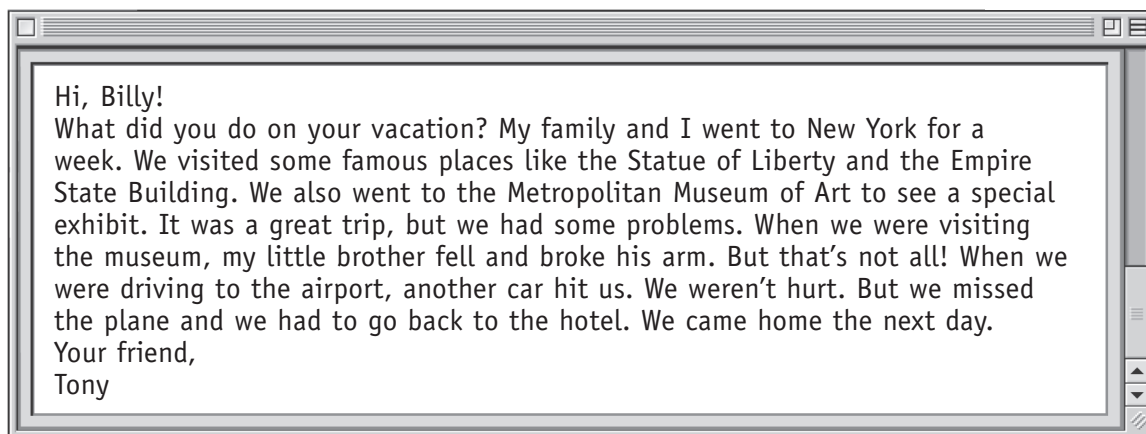 Hi, Billy!
What did you do on your vacation? My family and I went to New York for a
week. We visited some famous places like the Statue of Liberty and the Empire
State Building. We also went to the Metropolitan Museum of Art to see a special
exhibit. It was a great trip, but we had some problems. When we were visiting
the museum, my little brother fell and broke his arm. But that’s not all! When we
were driving to the airport, another car hit us. We weren’t hurt. But we missed
the plane and we had to go back to the hotel. We came home the next day.
Your friend,
Tony